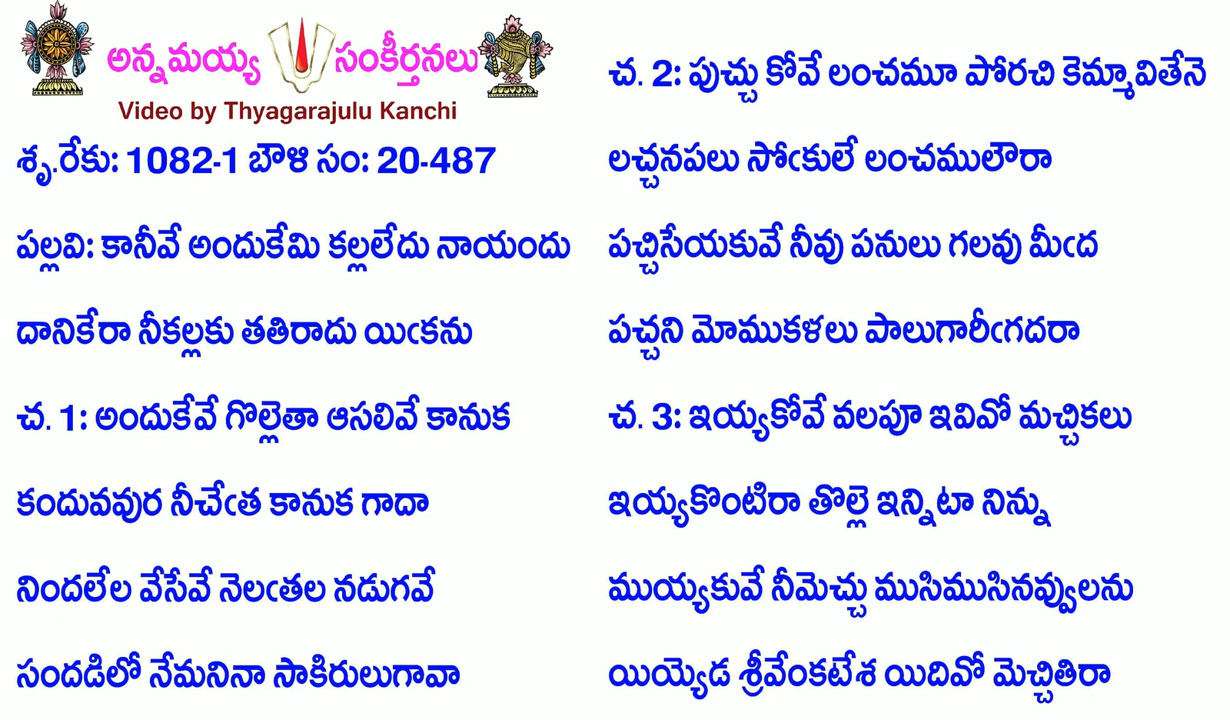 అన్నమయ్య సంకీర్తనలు
Video by Thyagarajulu Kanchi
శృ.రేకు: 1082-1 బౌళి సం: 20-487
పల్లవి: కానీవే అందుకేమి కల్లలేదు నాయందు
దానికేరా నీకల్లకు తతిరాదు యిఁకను
చ. 1: అందుకేవే గొల్లెతా ఆసలివే కానుక
కందువవుర నీచేఁత కానుక గాదా
నిందలేల వేసేవే నెలఁతల నడుగవే
సందడిలో నేమనినా సాకిరులుగావా
చ. 2: పుచ్చు కోవే లంచమూ పోరచి కెమ్మావితేనె
లచ్చనపలు సోఁకులే లంచములౌరా
పచ్చిసేయకువే నీవు పనులు గలవు మీఁద
పచ్చని మోముకళలు పాలుగారీఁగదరా
చ. 3: ఇయ్యకోవే వలపూ ఇవివో మచ్చికలు
ఇయ్యకొంటిరా తొల్లె ఇన్నిటా నిన్ను
ముయ్యకువే నీమెచ్చు ముసిముసినవ్వులను
యియ్యెడ శ్రీవేంకటేశ యిదివో మెచ్చితిరా